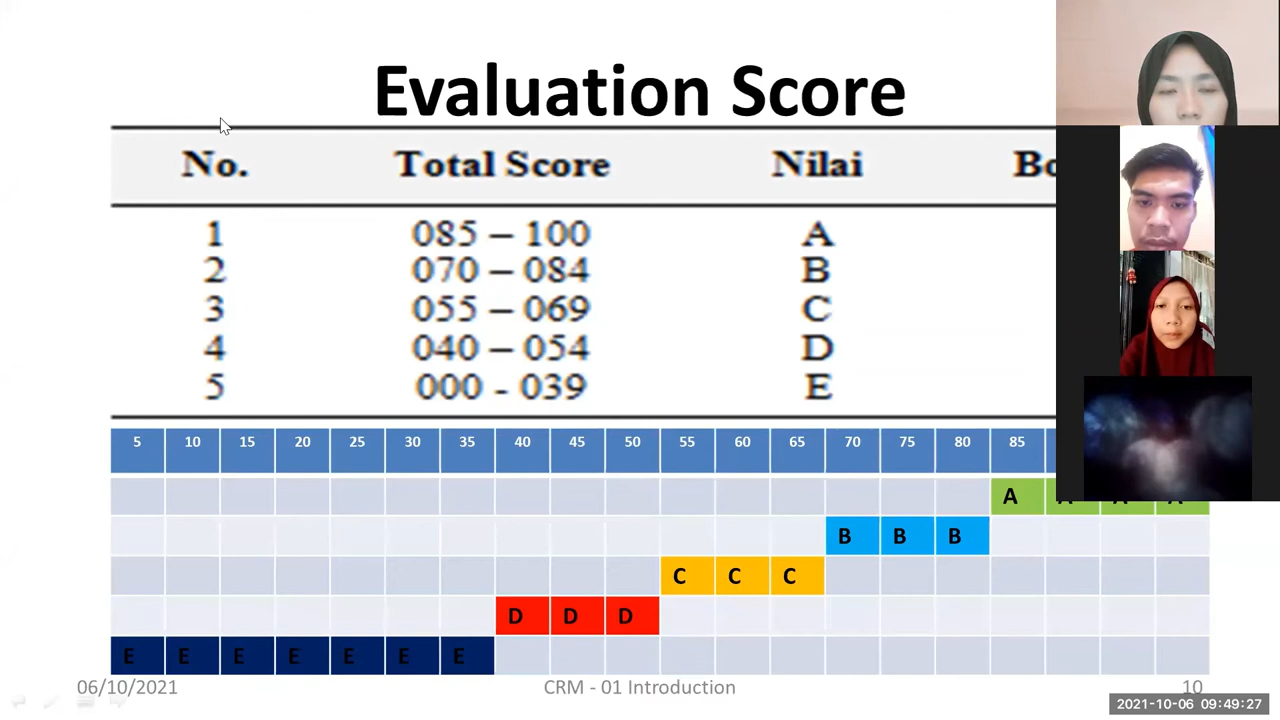 Evaluation Score
No. Total Score Nilai
1 085 – 100 A
2 070 – 084 B
3 055 – 069 C
4 040 – 054 D
5 000 - 039 E
5 10 15 20 25 30 35 40 45 50 55 60 65 70 75 80 85
A A A A
B B B
C C C
D D D
E E E E E E E
06/10/2021 CRM - 01 Introduction 10
2021-10-06 09:49:27